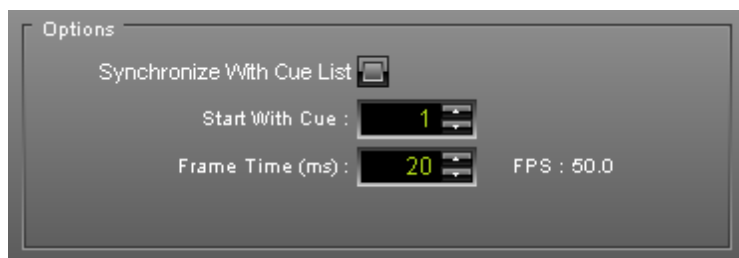 Options
Synchronize With Cue List
Start With Cue : 1
Frame Time (ms) : 20 FPS : 50.0